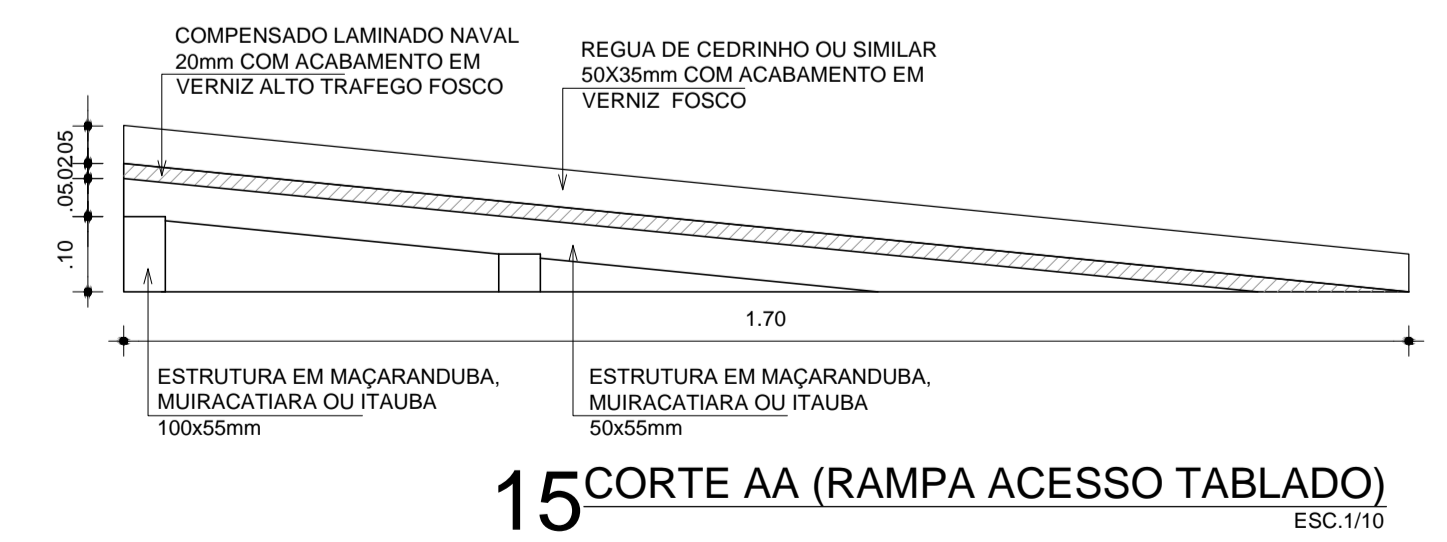 COMPENSADO LAMINADO NAVAL
20mm COM ACABAMENTO EM
VERNIZ ALTO TRAFEGO FOSCO
REGUA DE CEDRINHO OU SIMILAR
50X35mm COM ACABAMENTO EM
VERNIZ FOSCO
.05
.02
.05
.10
1.70
ESTRUTURA EM MAÇARANDUBA,
MUIRACATIARA OU ITAUBA
100x55mm
ESTRUTURA EM MAÇARANDUBA,
MUIRACATIARA OU ITAUBA
50x55mm
15 CORTE AA (RAMPA ACESSO TABLADO)
ESC.1/10